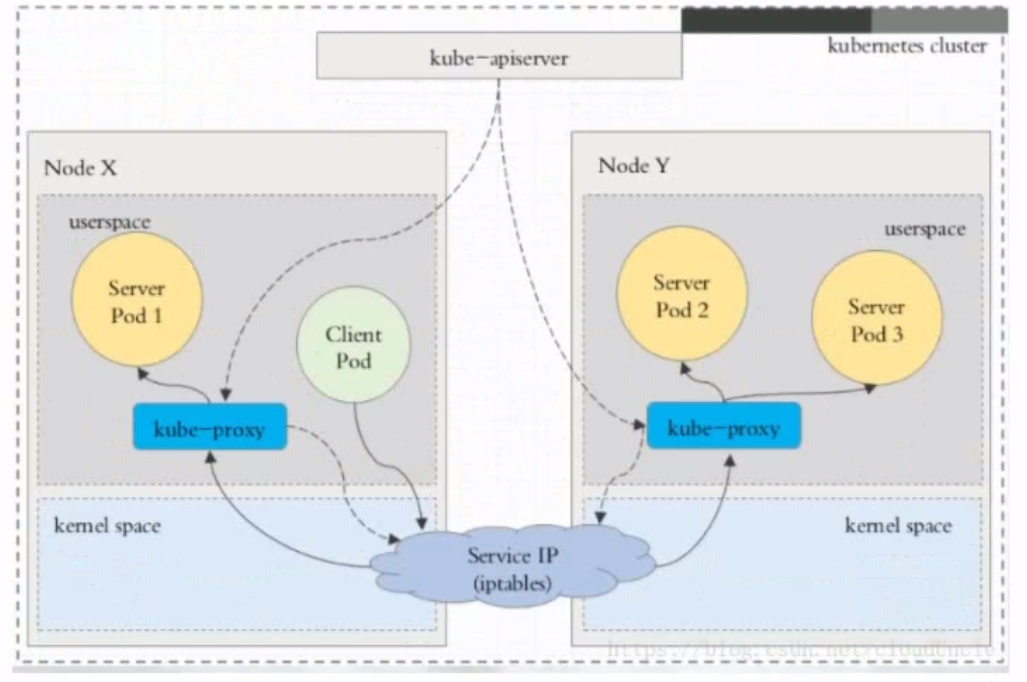 kubernetes cluster
kube-apiserver
Node X
userspace
Server
Pod 1
Client
Pod
kube-proxy
kernel space
Node Y
userspace
Server
Pod 2
Server
Pod 3
kube-proxy
kernel space
Service IP
(iptables)
https://blog.csdn.net/cloudUncle